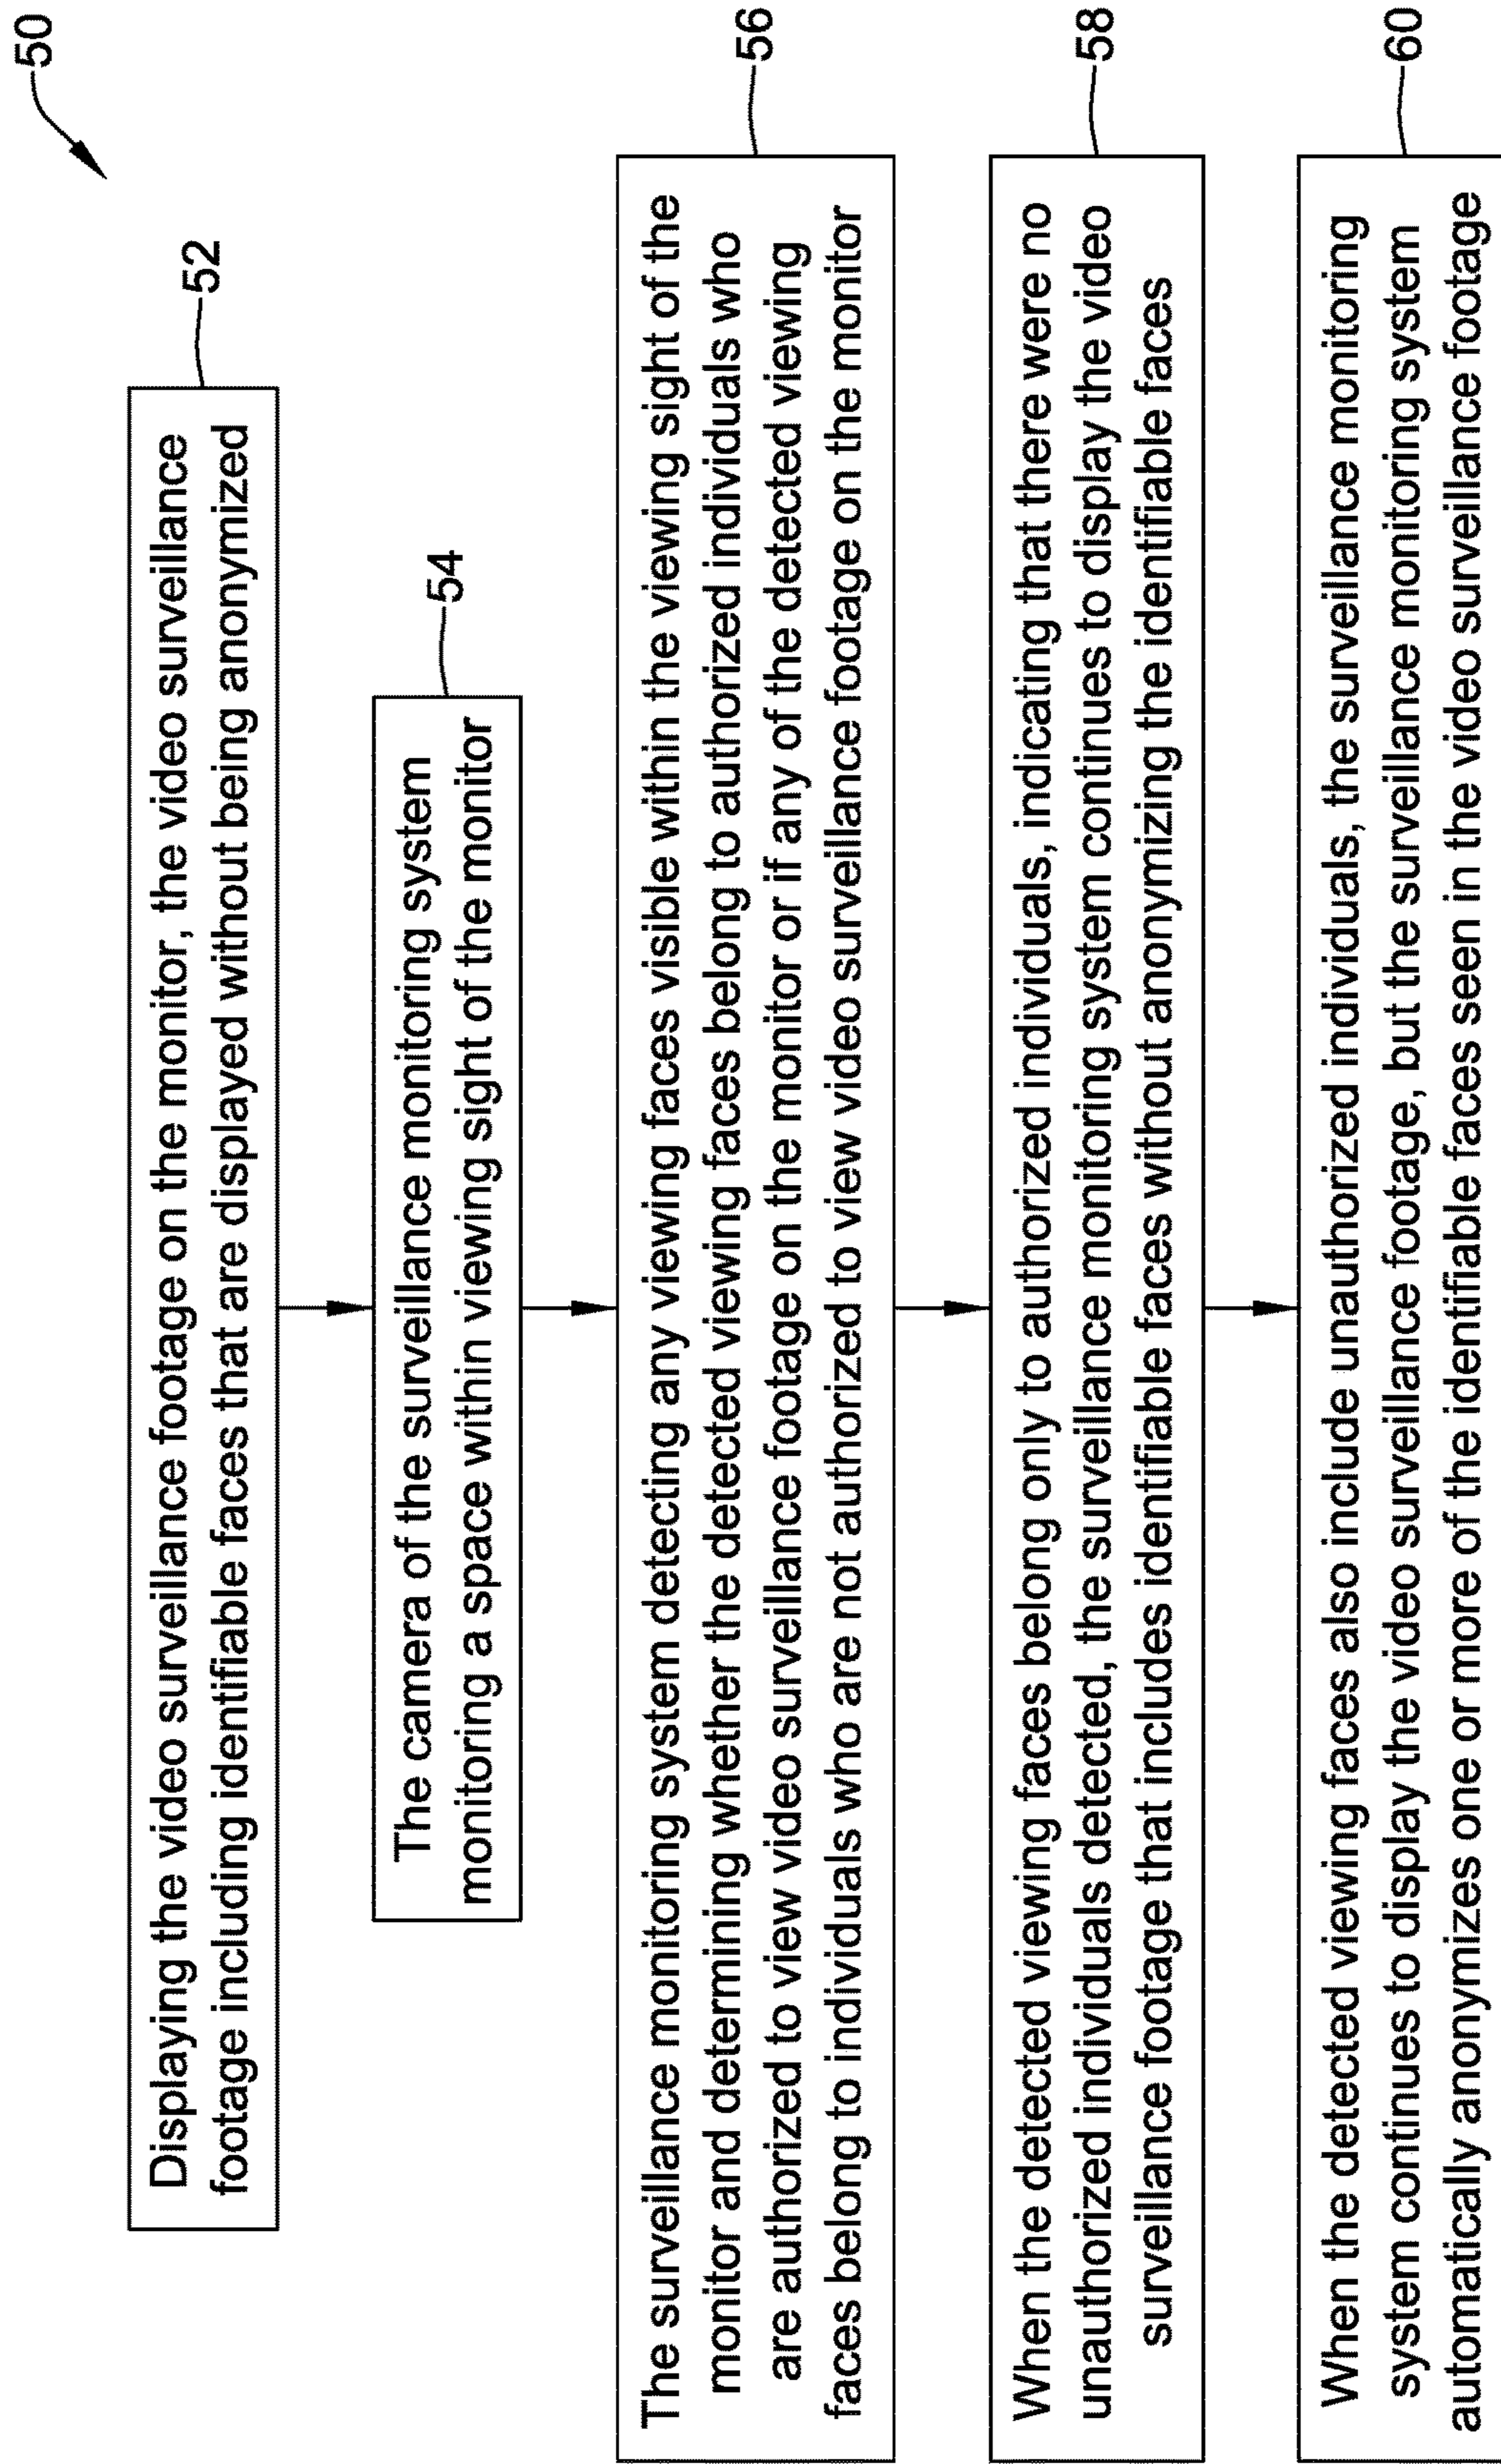 50
52
Displaying the video surveillance footage on the monitor, the video surveillance
footage including identifiable faces that are displayed without being anonymized
54
The camera of the surveillance monitoring system
monitoring a space within viewing sight of the monitor
56
The surveillance monitoring system detecting any viewing faces visible within the viewing sight of the
monitor and determining whether the detected viewing faces belong to authorized individuals who
are authorized to view video surveillance footage on the monitor or if any of the detected viewing
faces belong to individuals who are not authorized to view video surveillance footage on the monitor
58
When the detected viewing faces belong only to authorized individuals, indicating that there were no
unauthorized individuals detected, the surveillance monitoring system continues to display the video
surveillance footage that includes identifiable faces without anonymizing the identifiable faces
60
When the detected viewing faces also include unauthorized individuals, the surveillance monitoring
system continues to display the video surveillance footage, but the surveillance monitoring system
automatically anonymizes one or more of the identifiable faces seen in the video surveillance footage